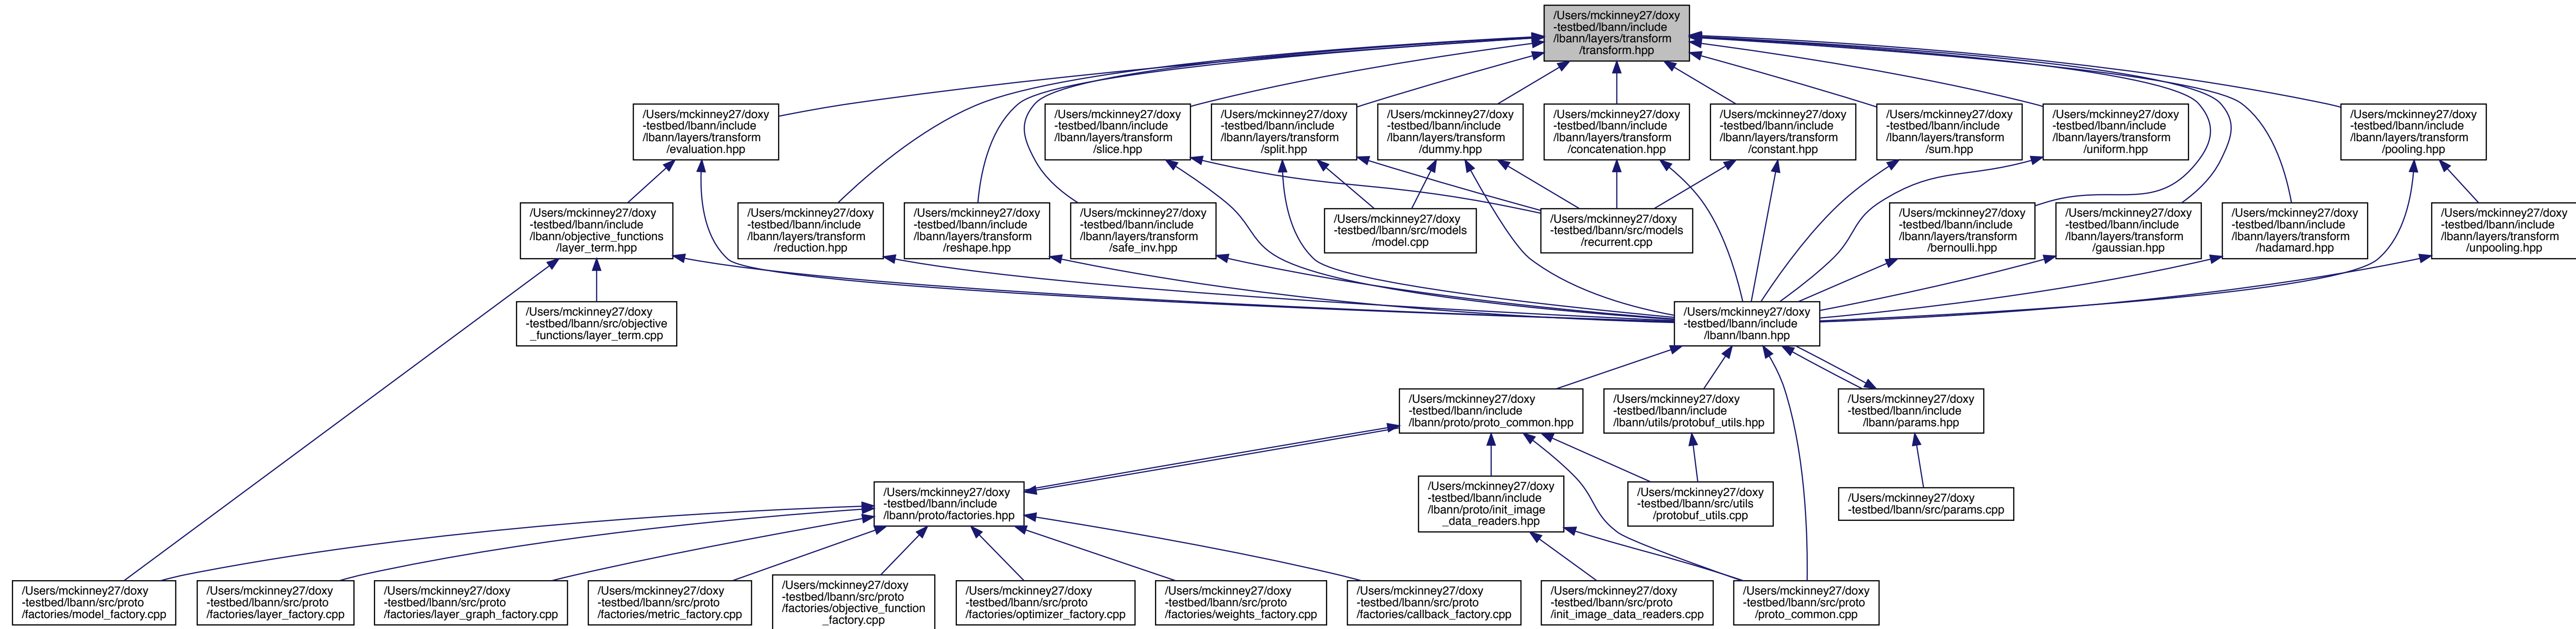 /Users/mckinney27/doxy
-testbed/lbann/include
/lbann/layers/transform
/transform.hpp
/Users/mckinney27/doxy
-testbed/lbann/include
/lbann/layers/transform
/evaluation.hpp
/Users/mckinney27/doxy
-testbed/lbann/include
/lbann/layers/transform
/slice.hpp
/Users/mckinney27/doxy
-testbed/lbann/include
/lbann/layers/transform
/split.hpp
/Users/mckinney27/doxy
-testbed/lbann/include
/lbann/layers/transform
/dummy.hpp
/Users/mckinney27/doxy
-testbed/lbann/include
/lbann/layers/transform
/concatenation.hpp
/Users/mckinney27/doxy
-testbed/lbann/include
/lbann/layers/transform
/constant.hpp
/Users/mckinney27/doxy
-testbed/lbann/include
/lbann/layers/transform
/sum.hpp
/Users/mckinney27/doxy
-testbed/lbann/include
/lbann/layers/transform
/uniform.hpp
/Users/mckinney27/doxy
-testbed/lbann/include
/lbann/layers/transform
/pooling.hpp
/Users/mckinney27/doxy
-testbed/lbann/include
/lbann/objective_functions
/layer_term.hpp
/Users/mckinney27/doxy
-testbed/lbann/include
/lbann/layers/transform
/reduction.hpp
/Users/mckinney27/doxy
-testbed/lbann/include
/lbann/layers/transform
/reshape.hpp
/Users/mckinney27/doxy
-testbed/lbann/include
/lbann/layers/transform
/safe_inv.hpp
/Users/mckinney27/doxy
-testbed/lbann/src/models
/model.cpp
/Users/mckinney27/doxy
-testbed/lbann/src/models
/recurrent.cpp
/Users/mckinney27/doxy
-testbed/lbann/include
/lbann/layers/transform
/bernoulli.hpp
/Users/mckinney27/doxy
-testbed/lbann/include
/lbann/layers/transform
/gaussian.hpp
/Users/mckinney27/doxy
-testbed/lbann/include
/lbann/layers/transform
/hadamard.hpp
/Users/mckinney27/doxy
-testbed/lbann/include
/lbann/layers/transform
/unpooling.hpp
/Users/mckinney27/doxy
-testbed/lbann/src/objective
_functions/layer_term.cpp
/Users/mckinney27/doxy
-testbed/lbann/include
/lbann/lbann.hpp
/Users/mckinney27/doxy
-testbed/lbann/include
/lbann/proto/proto_common.hpp
/Users/mckinney27/doxy
-testbed/lbann/include
/lbann/utils/protobuf_utils.hpp
/Users/mckinney27/doxy
-testbed/lbann/include
/lbann/params.hpp
/Users/mckinney27/doxy
-testbed/lbann/include
/lbann/proto/factories.hpp
/Users/mckinney27/doxy
-testbed/lbann/include
/lbann/proto/init_image
_data_readers.hpp
/Users/mckinney27/doxy
-testbed/lbann/src/utils
/protobuf_utils.cpp
/Users/mckinney27/doxy
-testbed/lbann/src/params.cpp
/Users/mckinney27/doxy
-testbed/lbann/src/proto
/factories/model_factory.cpp
/Users/mckinney27/doxy
-testbed/lbann/src/proto
/factories/layer_factory.cpp
/Users/mckinney27/doxy
-testbed/lbann/src/proto
/factories/layer_graph_factory.cpp
/Users/mckinney27/doxy
-testbed/lbann/src/proto
/factories/metric_factory.cpp
/Users/mckinney27/doxy
-testbed/lbann/src/proto
/factories/objective_function
_factory.cpp
/Users/mckinney27/doxy
-testbed/lbann/src/proto
/factories/optimizer_factory.cpp
/Users/mckinney27/doxy
-testbed/lbann/src/proto
/factories/weights_factory.cpp
/Users/mckinney27/doxy
-testbed/lbann/src/proto
/factories/callback_factory.cpp
/Users/mckinney27/doxy
-testbed/lbann/src/proto
/init_image_data_readers.cpp
/Users/mckinney27/doxy
-testbed/lbann/src/proto
/proto_common.cpp